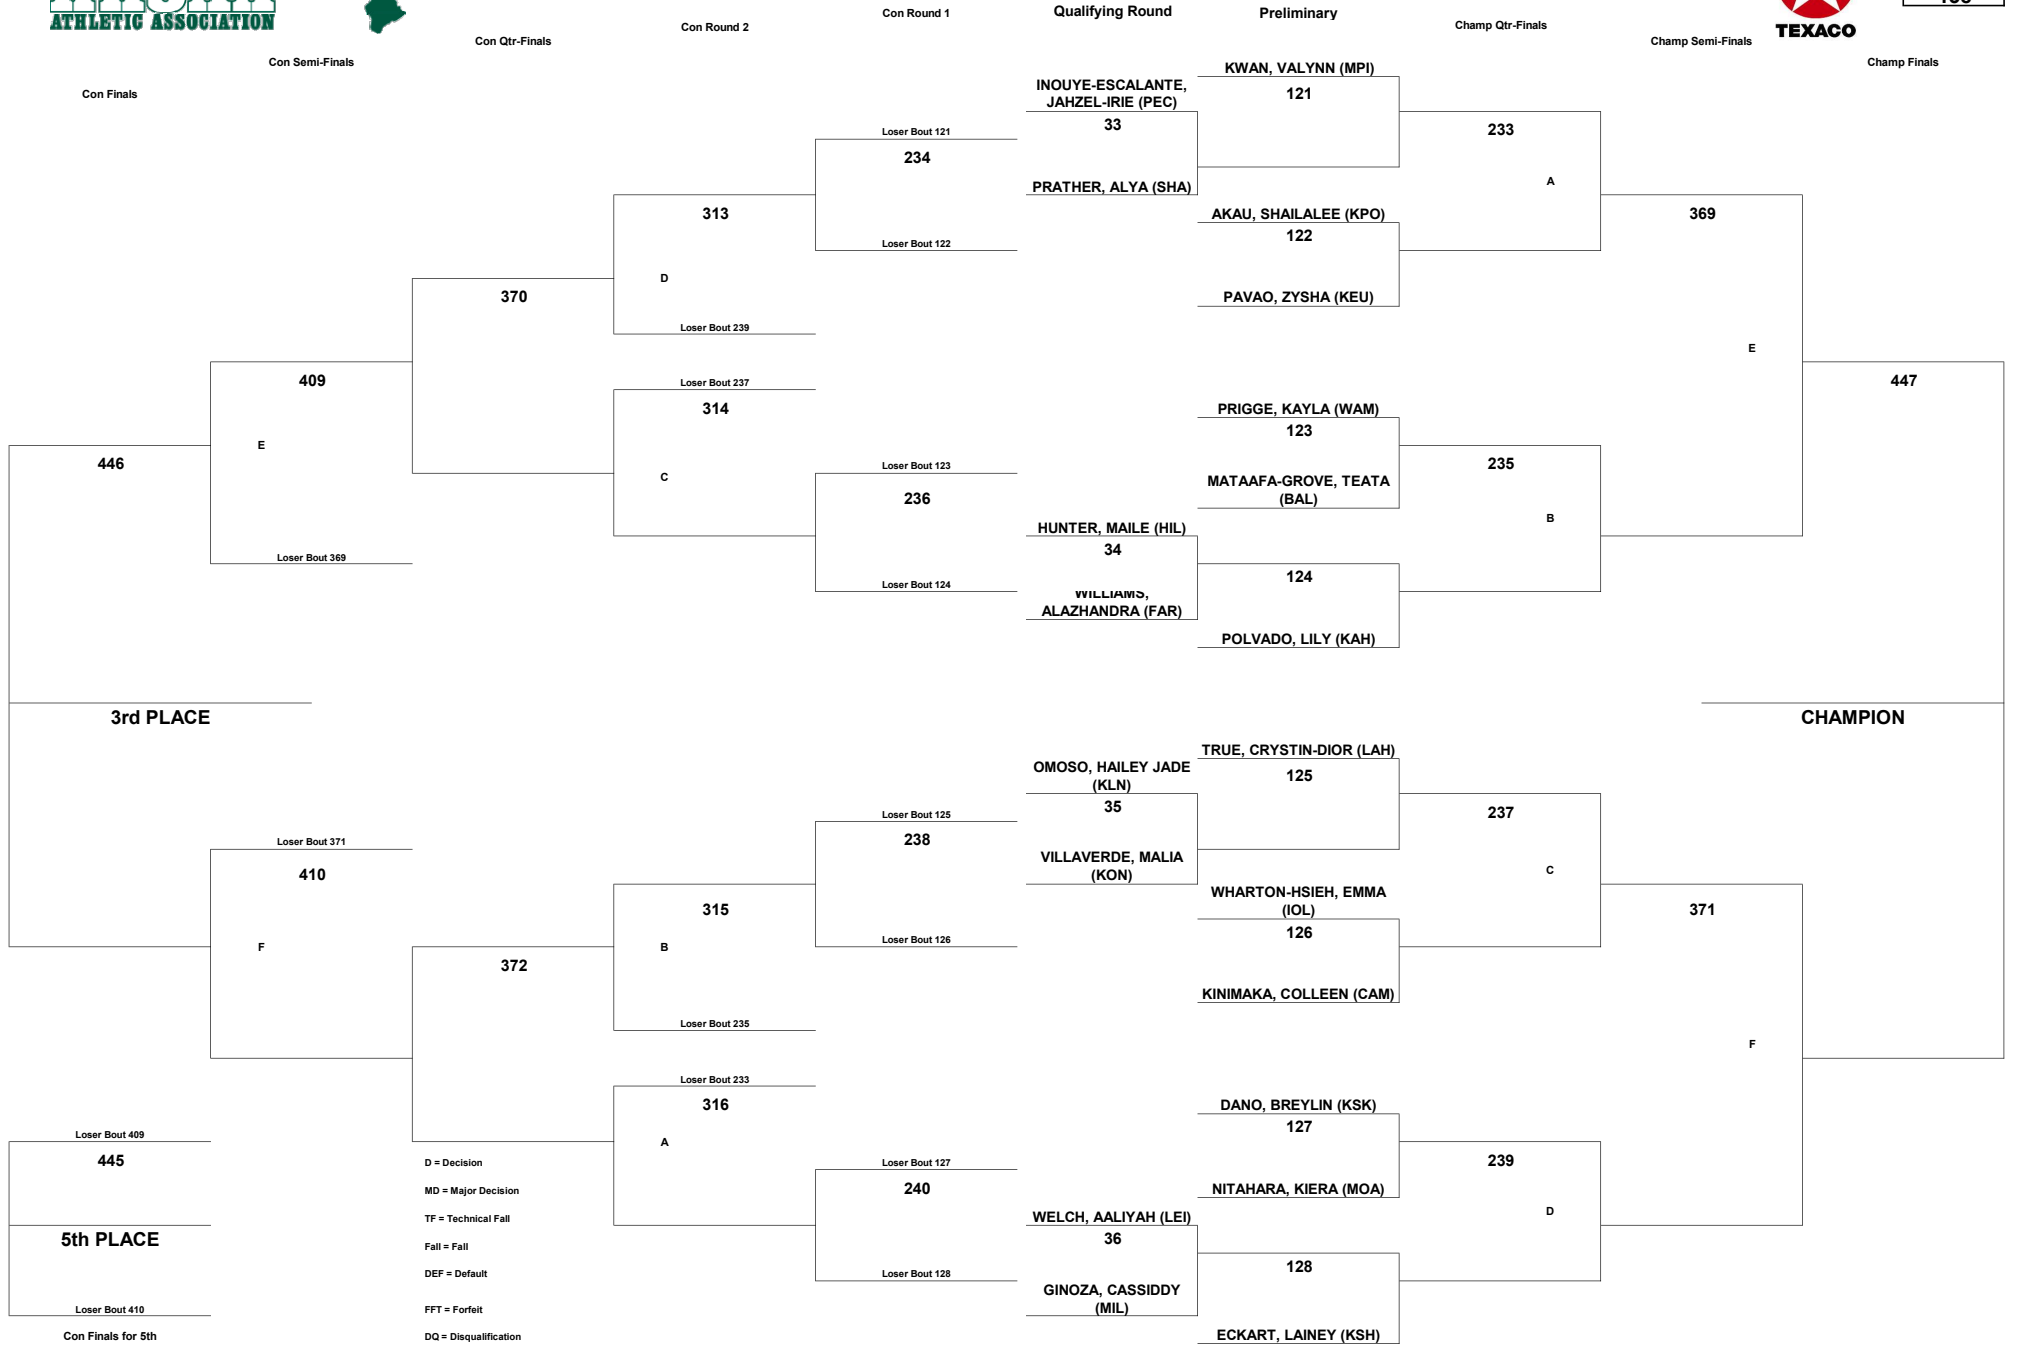 ATHLETIC ASSOCIATION
TEXACO
Con Finals
Con Semi-Finals
Con Qtr-Finals
Con Round 2
Con Round 1
Qualifying Round
Preliminary
Champ Qtr-Finals
Champ Semi-Finals
Champ Finals
KWAN, VALYNN (MPI)
121
INOUYE-ESCALANTE,
JAHZEL-IRIE (PEC)
33
PRATHER, ALYA (SHA)
AKAU, SHAILALEE (KPO)
122
PAVAO, ZYSHA (KEU)
233
A
369
E
447
Loser Bout 121
234
Loser Bout 122
313
D
Loser Bout 239
370
409
E
Loser Bout 369
446
Loser Bout 237
314
C
Loser Bout 123
236
Loser Bout 124
PRIGGE, KAYLA (WAM)
123
MATAAFA-GROVE, TEATA
(BAL)
HUNTER, MAILE (HIL)
34
WILLIAMS,
ALAZHANDRA (FAR)
124
POLVADO, LILY (KAH)
235
B
3rd PLACE
CHAMPION
TRUE, CRYSTIN-DIOR (LAH)
125
OMOSO, HAILEY JADE
(KLN)
35
VILLAVERDE, MALIA
(KON)
WHARTON-HSIEH, EMMA
(IOL)
126
KINIMAKA, COLLEEN (CAM)
237
C
371
F
Loser Bout 125
238
Loser Bout 126
315
B
Loser Bout 235
Loser Bout 371
410
F
372
Loser Bout 233
316
A
Loser Bout 127
240
Loser Bout 128
DANO, BREYLIN (KSK)
127
NITAHARA, KIERA (MOA)
239
D
WELCH, AALIYAH (LEI)
36
GINOZA, CASSIDDY
(MIL)
128
ECKART, LAINEY (KSH)
Loser Bout 409
445
5th PLACE
Loser Bout 410
Con Finals for 5th
D = Decision
MD = Major Decision
TF = Technical Fall
Fall = Fall
DEF = Default
FFT = Forfeit
DQ = Disqualification